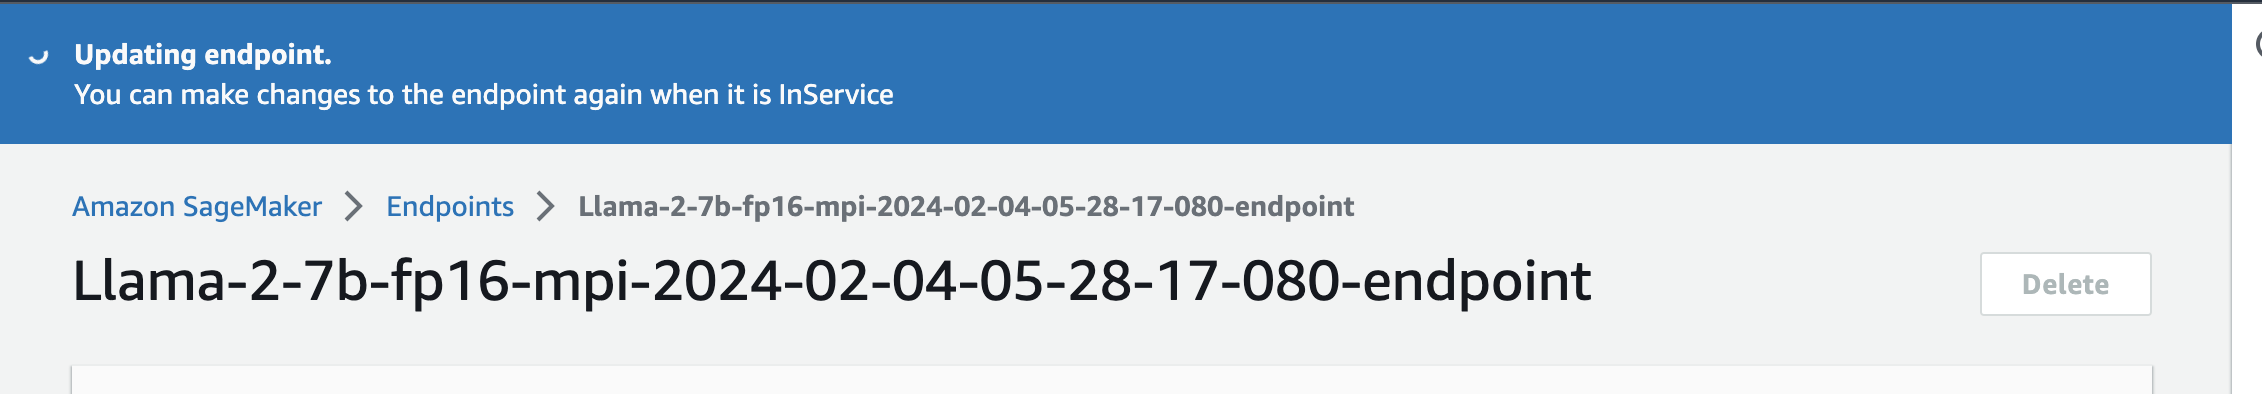 Updating endpoint.
You can make changes to the endpoint again when it is InService
Amazon SageMaker > Endpoints > Llama-2-7b-fp16-mpi-2024-02-04-05-28-17-080-endpoint
Llama-2-7b-fp16-mpi-2024-02-04-05-28-17-080-endpoint
Delete